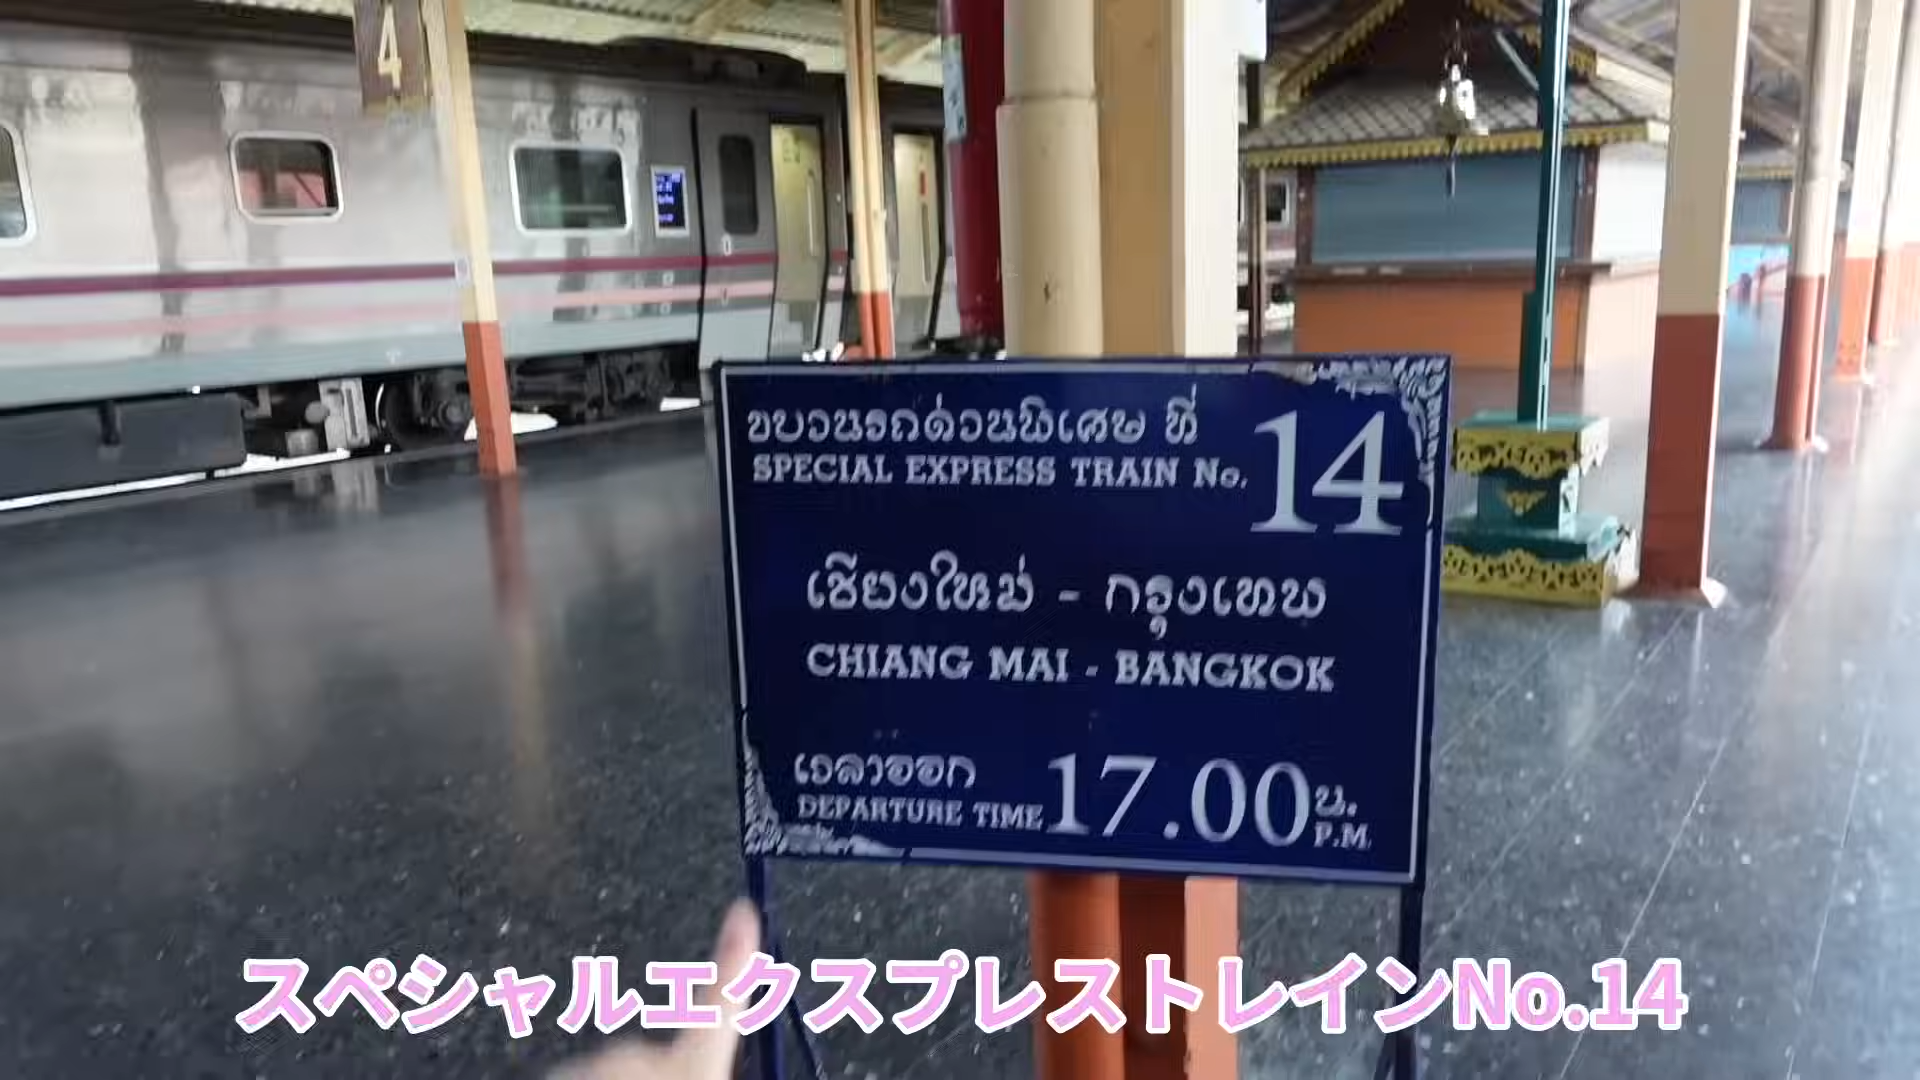 4
ขบวนรถด่วนพิเศษ ที่
SPECIAL EXPRESS TRAIN No. 14
เชียงใหม่ - กรุงเทพ
CHIANG MAI - BANGKOK
เวลาออก
DEPARTURE TIME 17.00 น.
P.M.
スペシャルエクスプレストレインNo.14